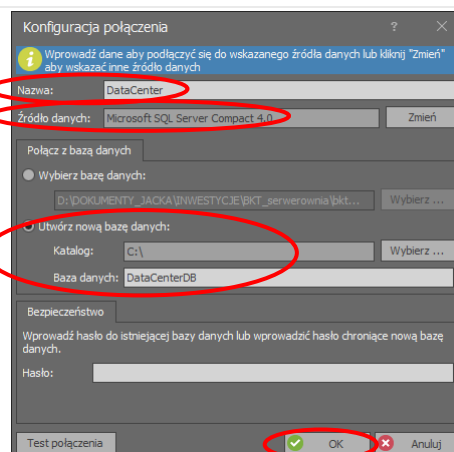 Konfiguracja połączenia ? ×
Wprowadź dane aby podłączyć się do wskazanego źródła danych lub kliknij "Zmień"
aby wskazać inne źródło danych
Nazwa: DataCenter
Źródło danych: Microsoft SQL Server Compact 4.0 Zmień
Połącz z bazą danych
Wybierz bazę danych:
D:\DOKUMENTY_JACKA\INWESTYCJE\BKT_serwerownia\bkt... Wybierz ...
Utwórz nową bazę danych:
Katalog: C:\ Wybierz ...
Baza danych: DataCenterDB
Bezpieczeństwo
Wprowadź hasło do istniejącej bazy danych lub wprowadzić hasło chroniące nową bazę
danych.
Hasło:
Test połączenia OK Anuluj